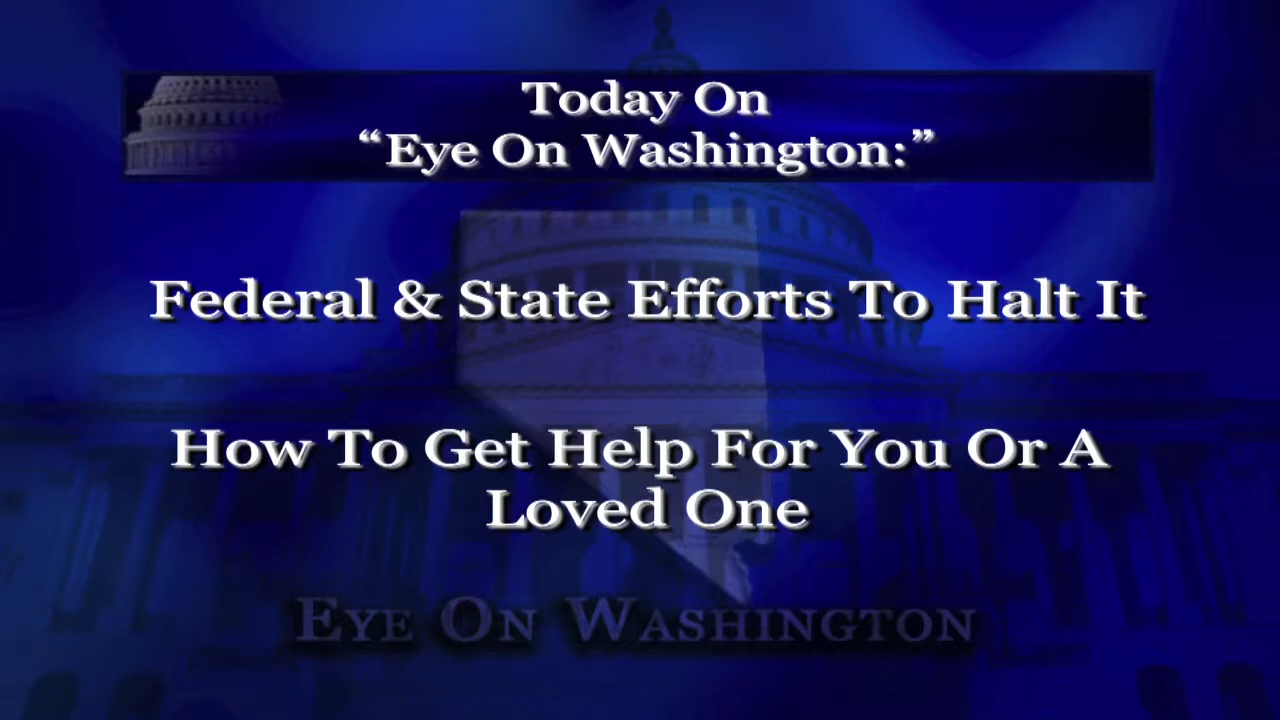 Today On
“Eye On Washington:”
Federal & State Efforts To Halt It
How To Get Help For You Or A
Loved One
EYE ON WASHINGTON